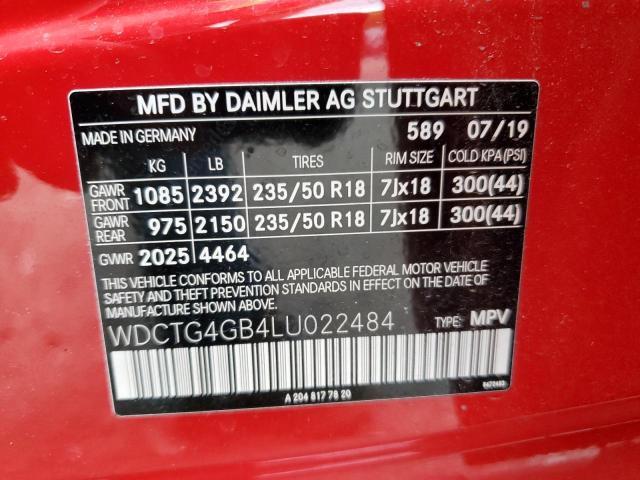 MFD BY DAIMLER AG STUTTGART
MADE IN GERMANY 589 07/19
KG LB TIRES RIM SIZE COLD KPA(PSI)
GAWR FRONT 1085 2392 235/50 R18 7Jx18 300(44)
GAWR REAR 975 2150 235/50 R18 7Jx18 300(44)
GVWR 2025 4464
THIS VEHICLE CONFORMS TO ALL APPLICABLE FEDERAL MOTOR VEHICLE
SAFETY AND THEFT PREVENTION STANDARDS IN EFFECT ON THE DATE OF
MANUFACTURE SHOWN ABOVE.
WDCTG4GB4LU022484 TYPE: MPV
A 204 817 78 20